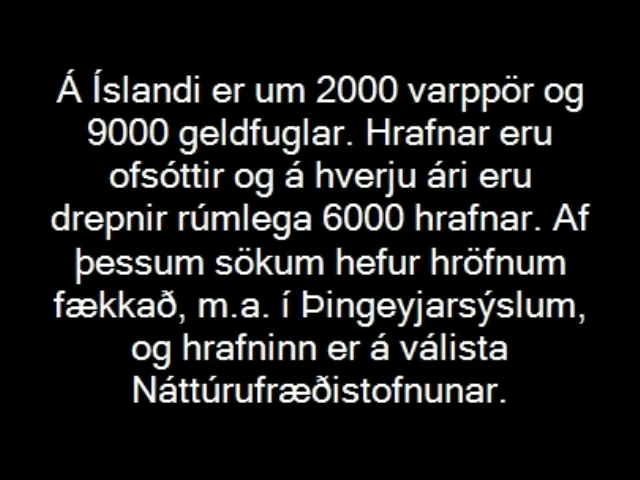 Á Íslandi er um 2000 varppör og
9000 geldfuglar. Hrafnar eru
ofsóttir og á hverju ári eru
drepnir rúmlega 6000 hrafnar. Af
þessum sökum hefur hröfnum
fækkað, m.a. í Þingeyjarsýslum,
og hrafninn er á válista
Náttúrufræðistofnunar.